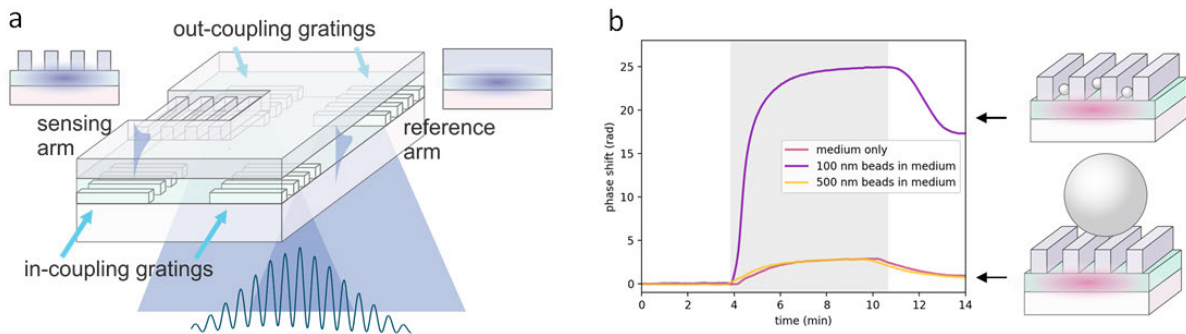 a
out-coupling gratings
sensing
arm
reference
arm
in-coupling gratings
b
25
20
15
10
5
0
phase shift (rad)
medium only
100 nm beads in medium
500 nm beads in medium
0
2
4
6
8
10
12
14
time (min)